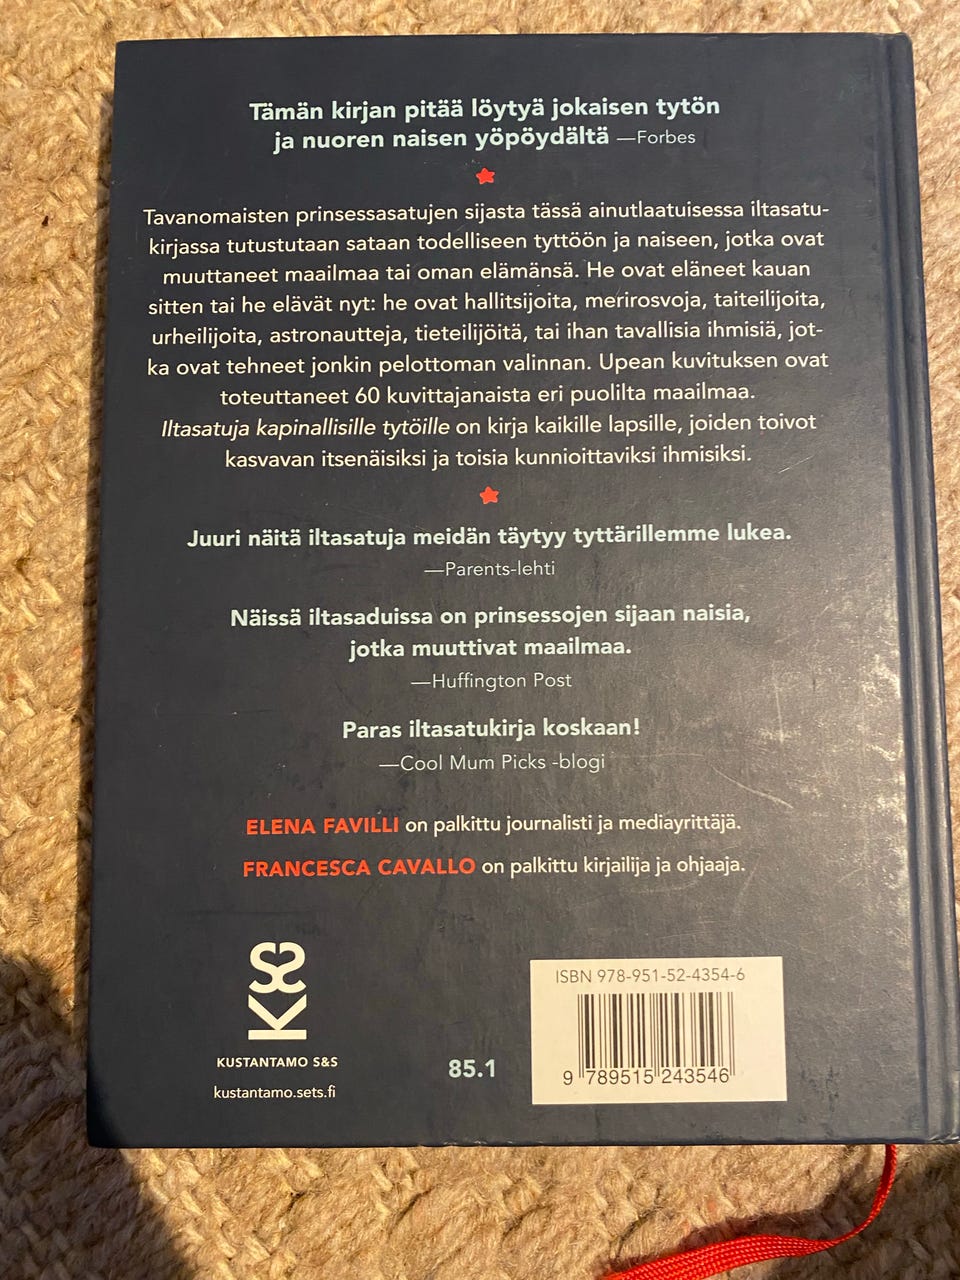 Tämän kirjan pitää löytyä jokaisen tytön
ja nuoren naisen yöpöydältä —Forbes
Tavanomaisten prinsessasatujen sijasta tässä ainutlaatuisessa iltasatu-
kirjassa tutustutaan sataan todelliseen tyttöön ja naiseen, jotka ovat
muuttaneet maailmaa tai oman elämänsä. He ovat eläneet kauan
sitten tai he elävät nyt: he ovat hallitsijoita, merirosvoja, taiteilijoita,
urheilijoita, astronautteja, tieteilijöitä, tai ihan tavallisia ihmisiä, jot-
ka ovat tehneet jonkin pelottoman valinnan. Upean kuvituksen ovat
toteuttaneet 60 kuvittajanaista eri puolilta maailmaa.
Iltasatuja kapinallisille tytöille on kirja kaikille lapsille, joiden toivot
kasvavan itsenäisiksi ja toisia kunnioittaviksi ihmisiksi.
Juuri näitä iltasatuja meidän täytyy tyttärillemme lukea.
—Parents-lehti
Näissä iltasaduissa on prinsessojen sijaan naisia,
jotka muuttivat maailmaa.
—Huffington Post
Paras iltasatukirja koskaan!
—Cool Mum Picks -blogi
ELENA FAVILLI on palkittu journalisti ja mediayrittäjä.
FRANCESCA CAVALLO on palkittu kirjailija ja ohjaaja.
KUSTANTAMO S&S
kustantamo.sets.fi
85.1
ISBN 978-951-52-4354-6
9 789515 243546